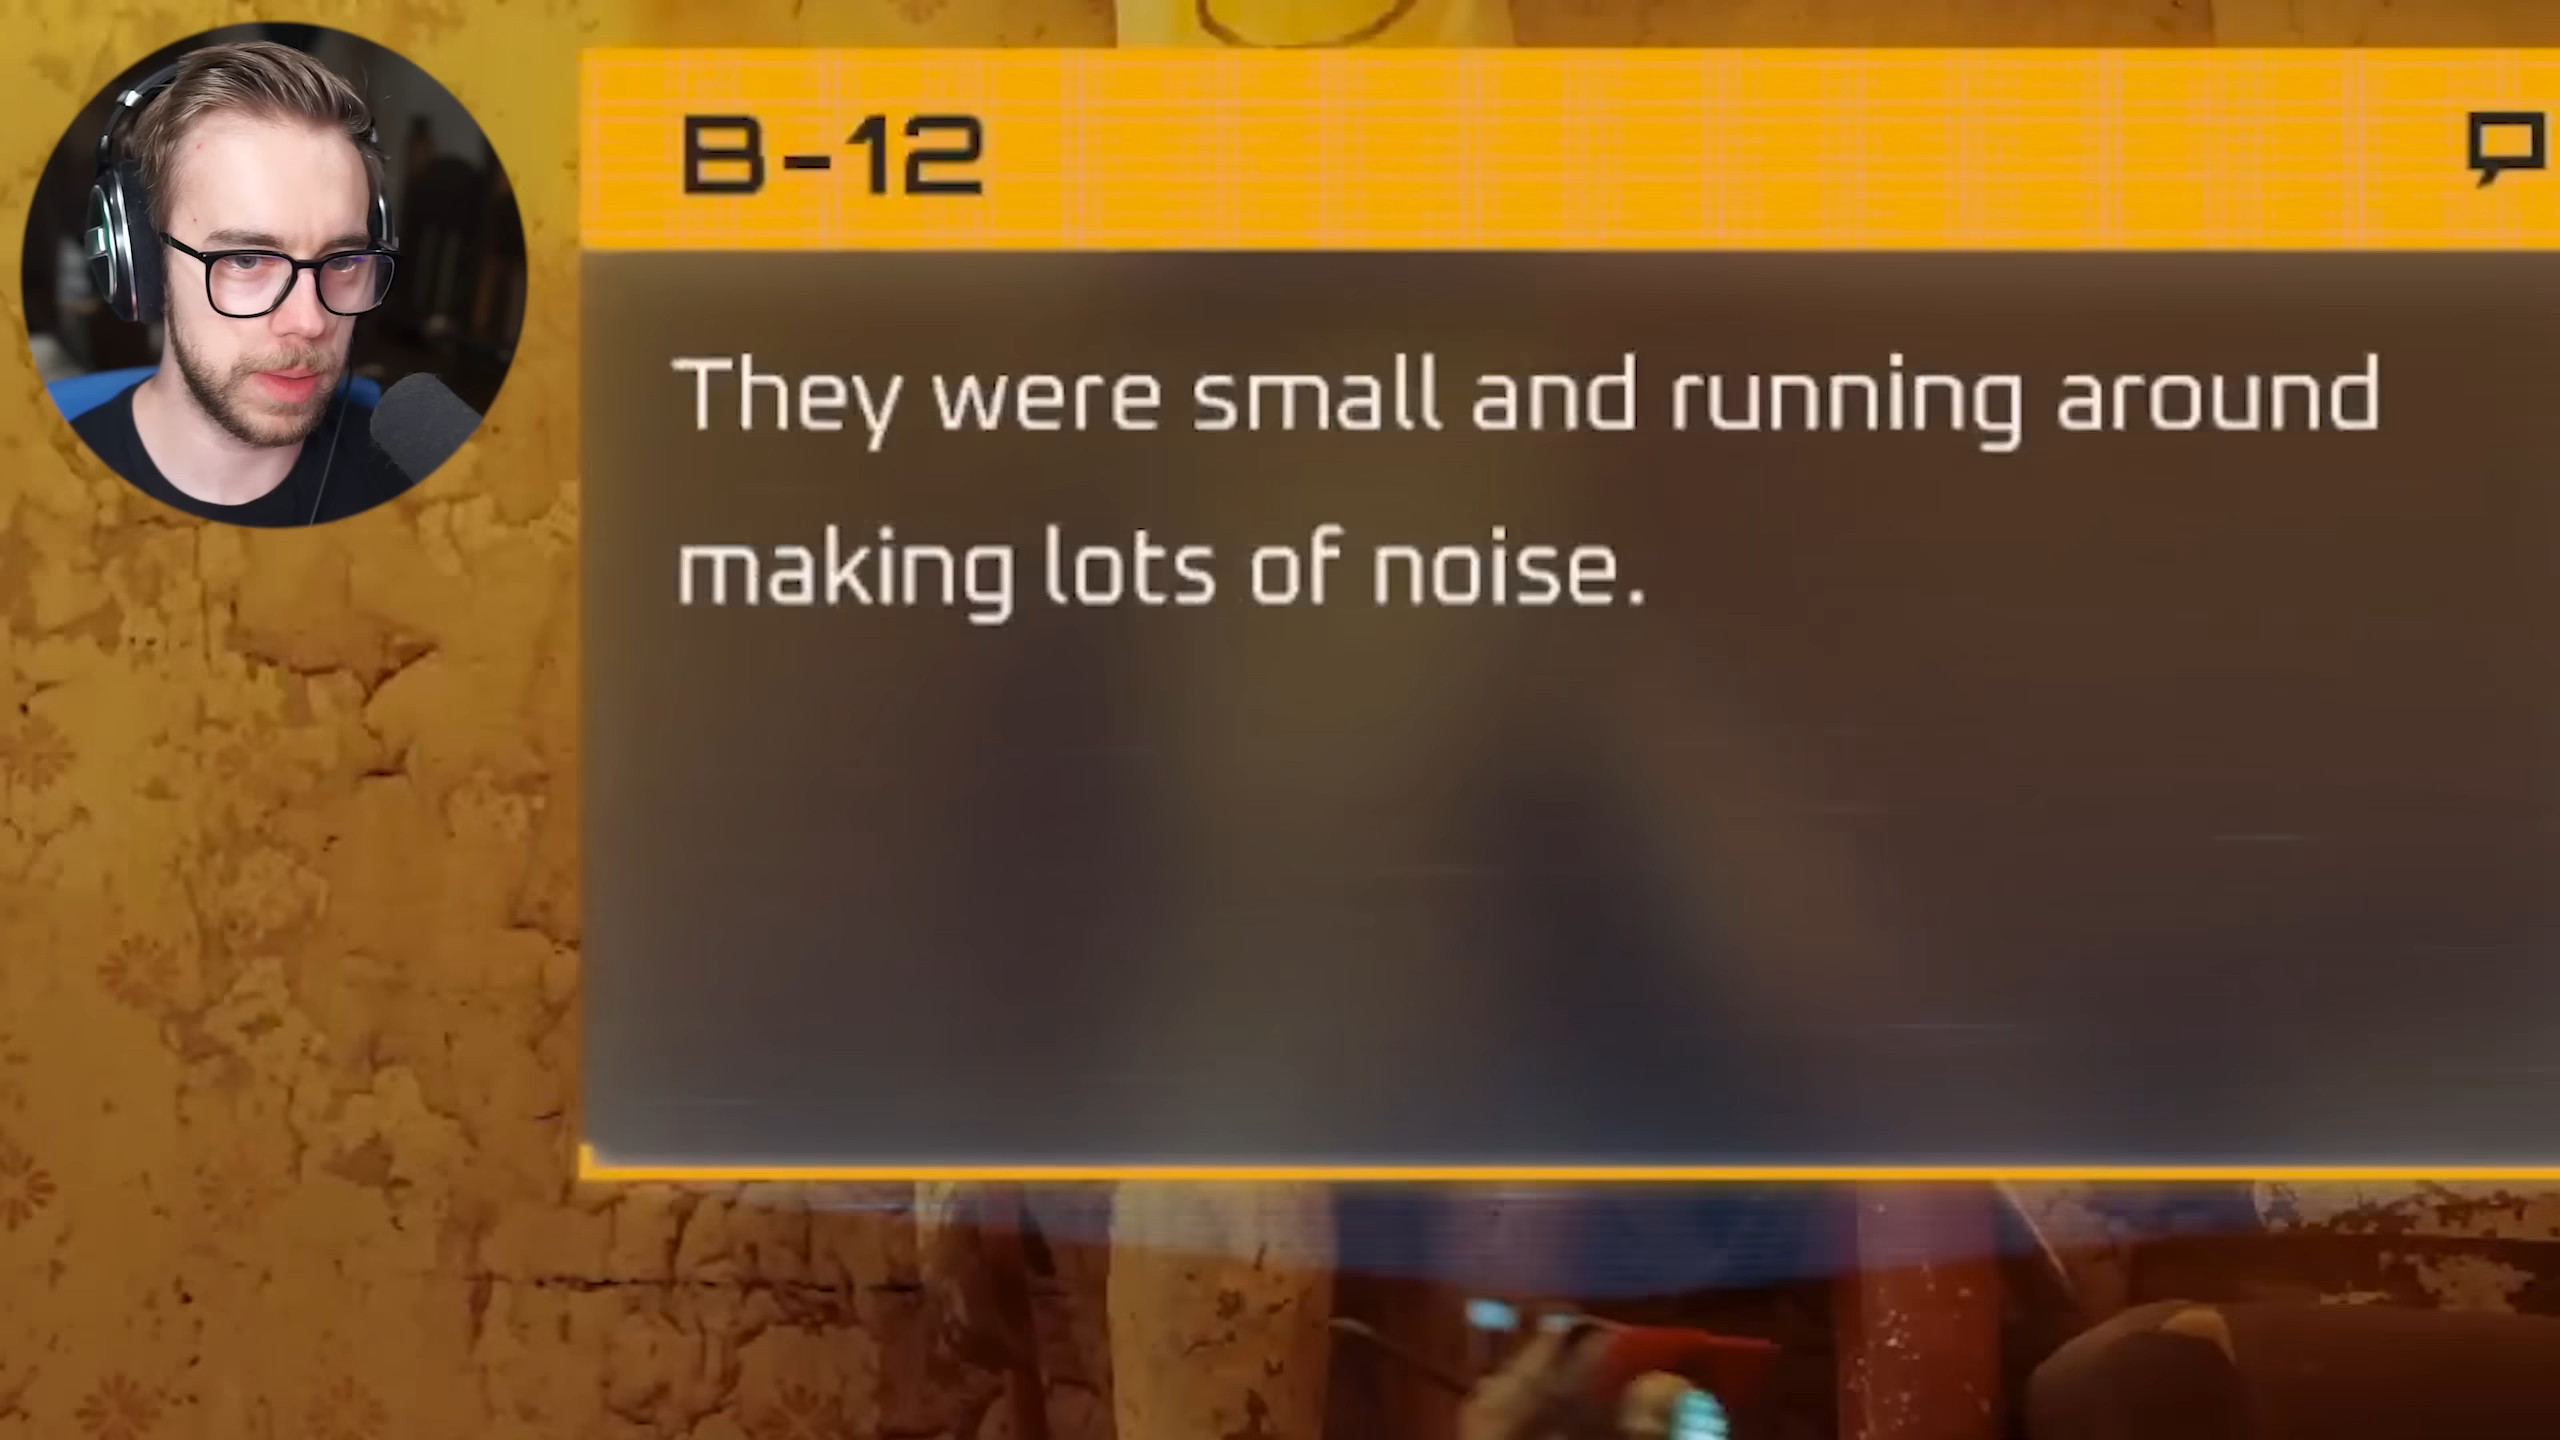 B-12
They were small and running around
making lots of noise.